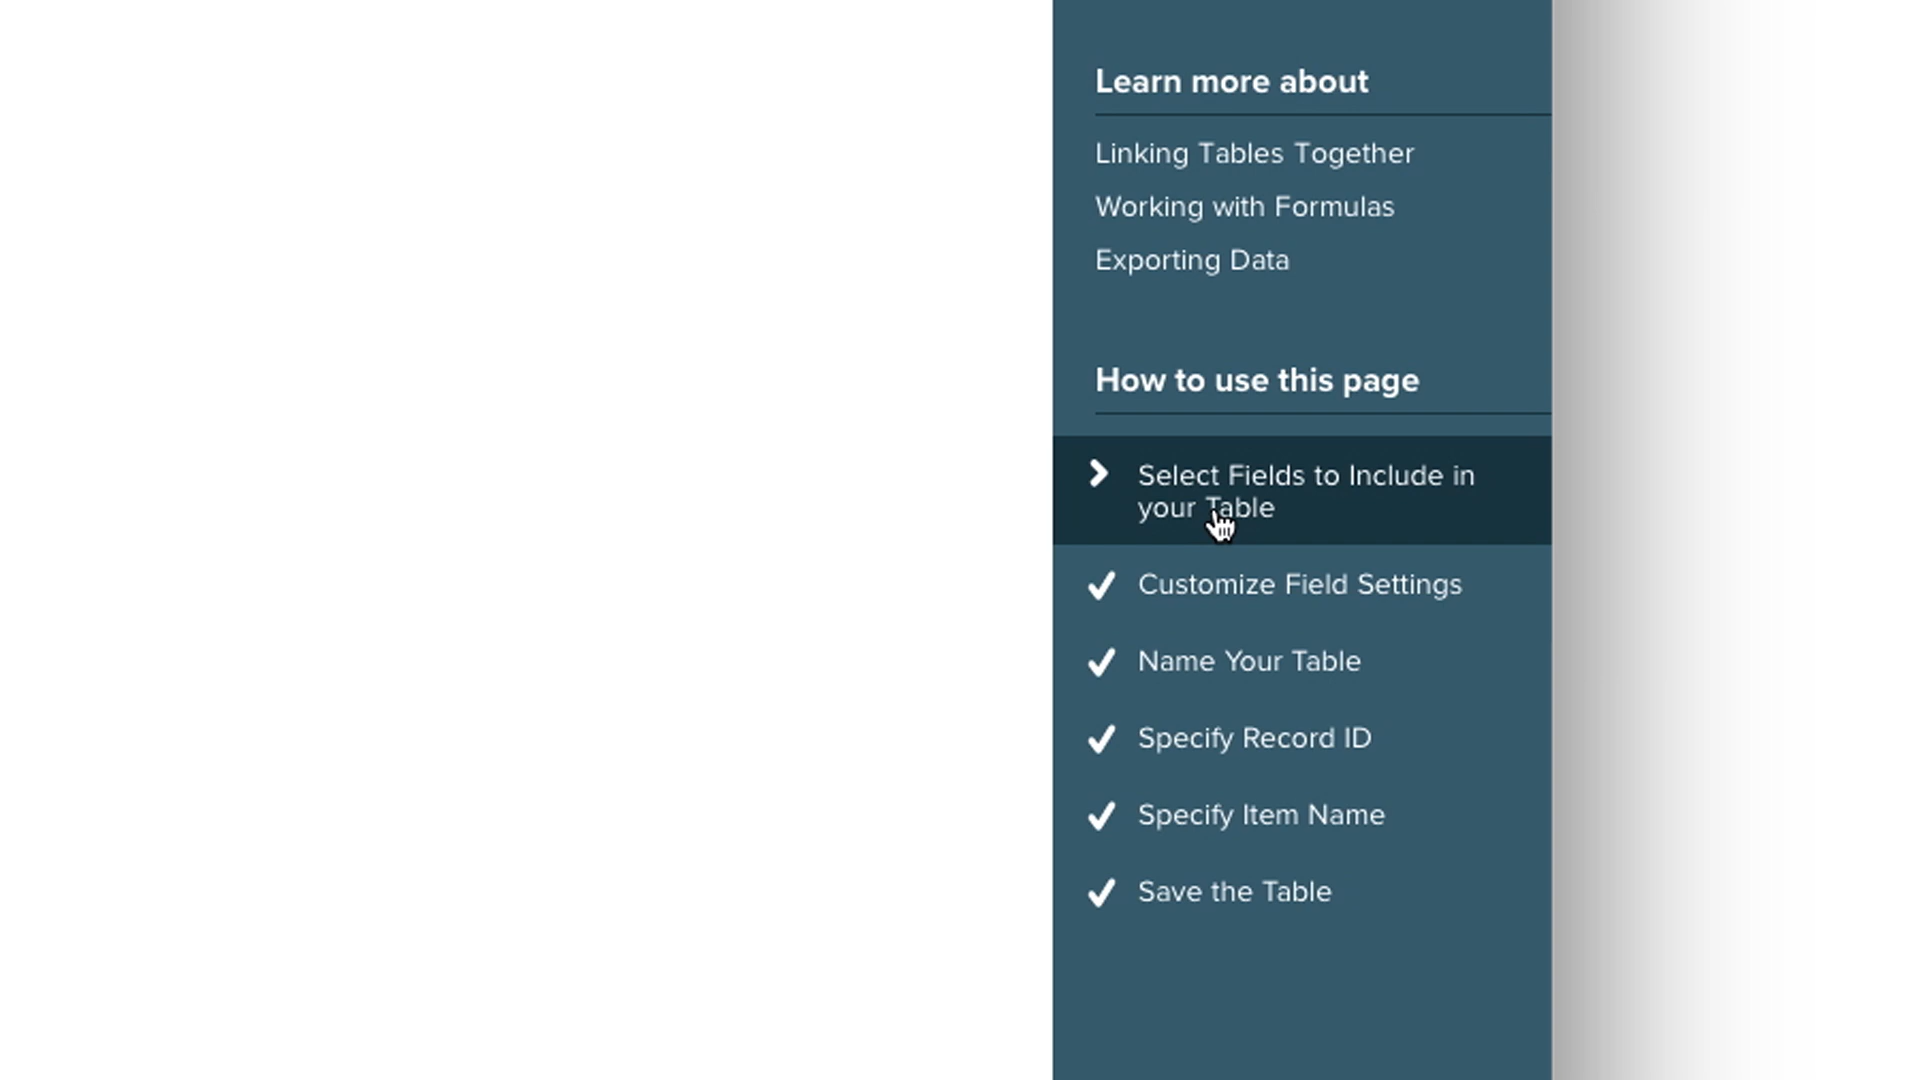 Learn more about
Linking Tables Together
Working with Formulas
Exporting Data
How to use this page
Select Fields to Include in
your Table
Customize Field Settings
Name Your Table
Specify Record ID
Specify Item Name
Save the Table